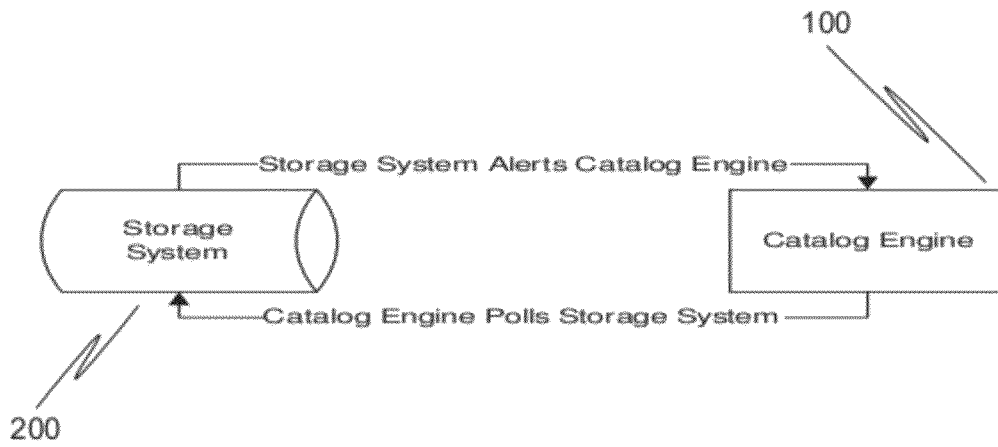 100
Storage System Alerts Catalog Engine
Storage
System
Catalog Engine
Catalog Engine Polls Storage System
200